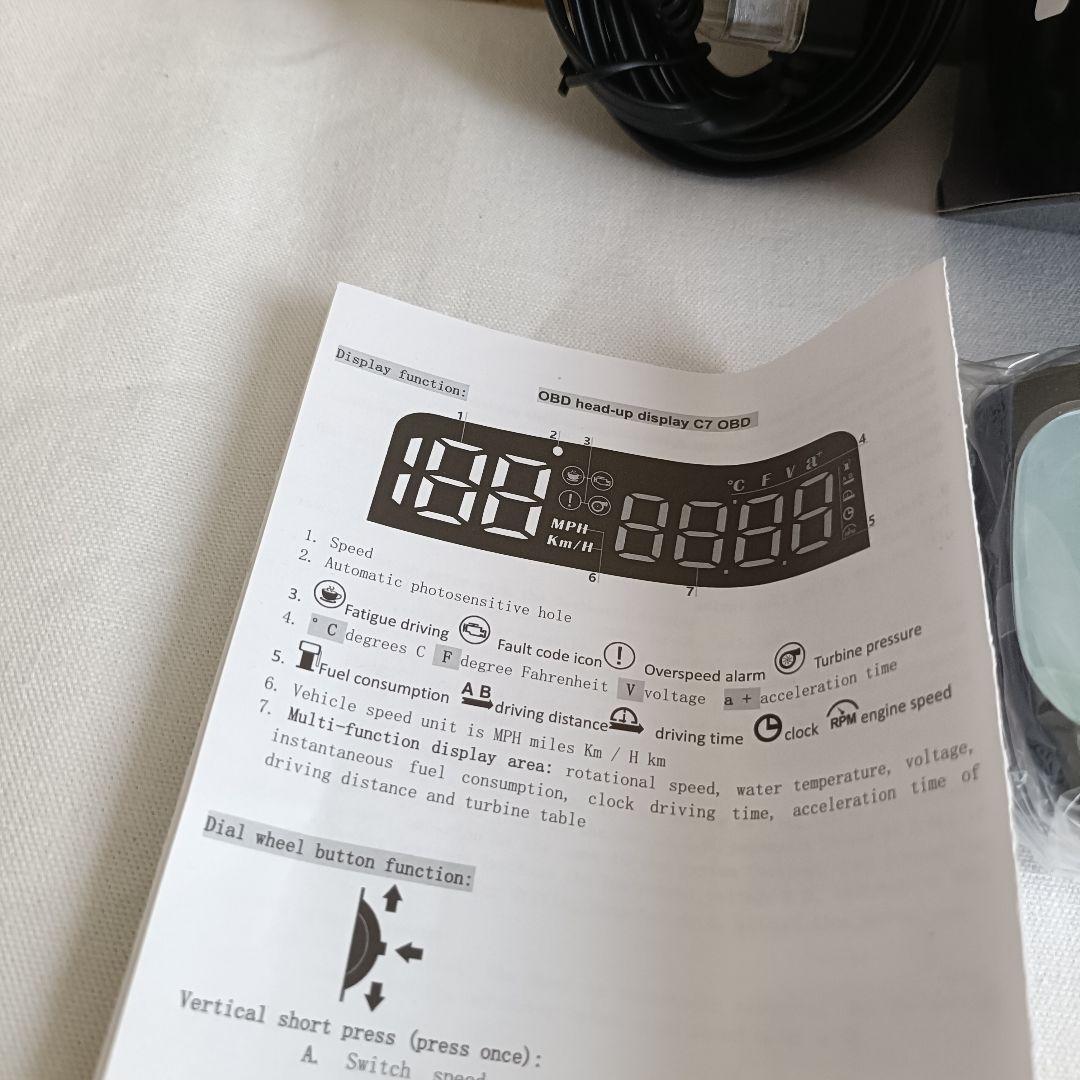 Display function:
OBD head-up display C7 OBD
1
2
3
4
°C F V a+
MPH
Km/H
5
6
7
1. Speed
2. Automatic photosensitive hole
3. Fatigue driving Fault code icon ! Overspeed alarm Turbine pressure
4. °C degrees C F degree Fahrenheit V voltage a + acceleration time
5. Fuel consumption A B driving distance driving time clock RPM engine speed
6. Vehicle speed unit is MPH miles Km / H km
7. Multi-function display area: rotational speed, water temperature, voltage,
instantaneous fuel consumption, clock driving time, acceleration time of
driving distance and turbine table
Dial wheel button function:
Vertical short press (press once):
A. Switch speed